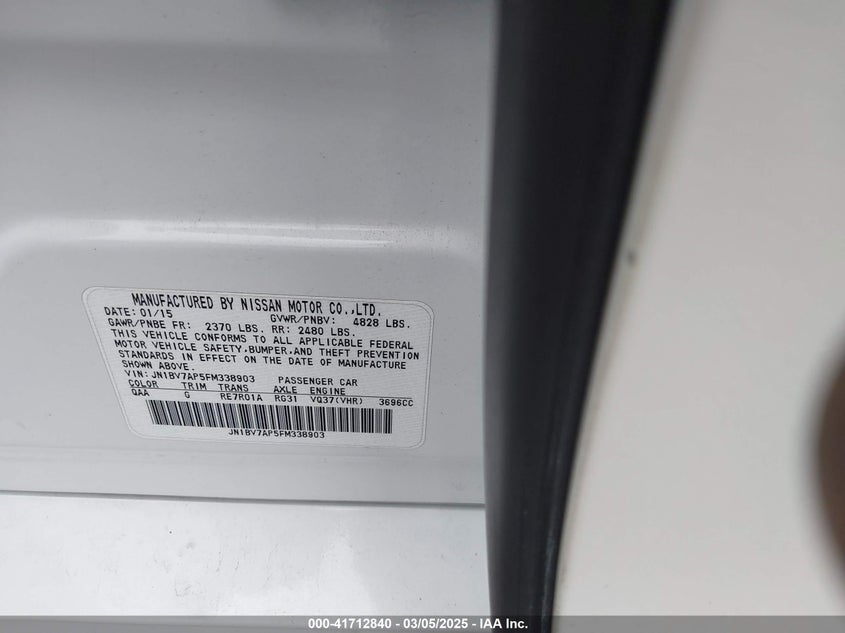 MANUFACTURED BY NISSAN MOTOR CO.,LTD.
DATE: 01/15 GVWR/PNBV: 4828 LBS.
GAWR/PNBE FR: 2370 LBS. RR: 2480 LBS.
THIS VEHICLE CONFORMS TO ALL APPLICABLE FEDERAL
MOTOR VEHICLE SAFETY,BUMPER,AND THEFT PREVENTION
STANDARDS IN EFFECT ON THE DATE OF MANUFACTURE
SHOWN ABOVE.
VIN: JN1BV7AP5FM338903 PASSENGER CAR
COLOR TRIM TRANS AXLE ENGINE
QAA G RE7R01A RG31 VQ37(VHR) 3696CC
JN1BV7AP5FM338903
000-41712840 - 03/05/2025 - IAA Inc.